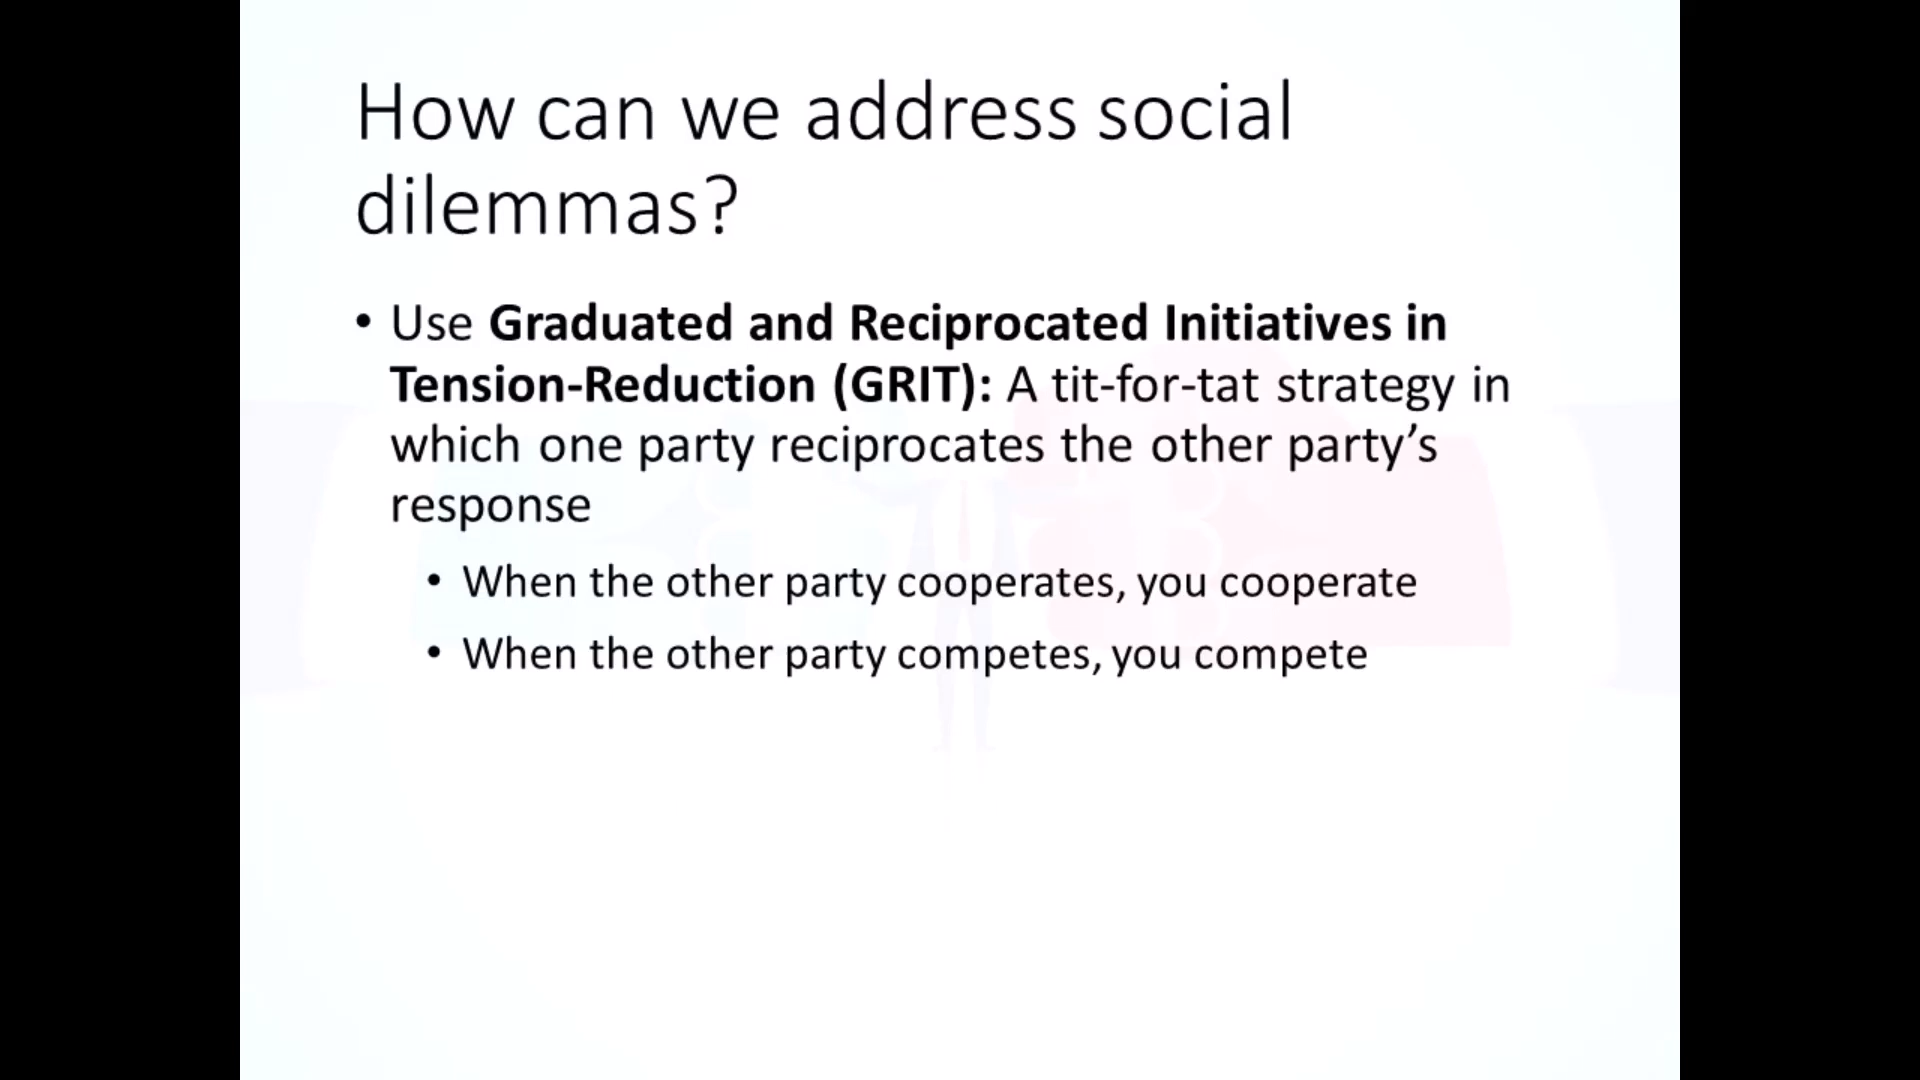 How can we address social
dilemmas?
• Use Graduated and Reciprocated Initiatives in
Tension-Reduction (GRIT): A tit-for-tat strategy in
which one party reciprocates the other party’s
response
• When the other party cooperates, you cooperate
• When the other party competes, you compete